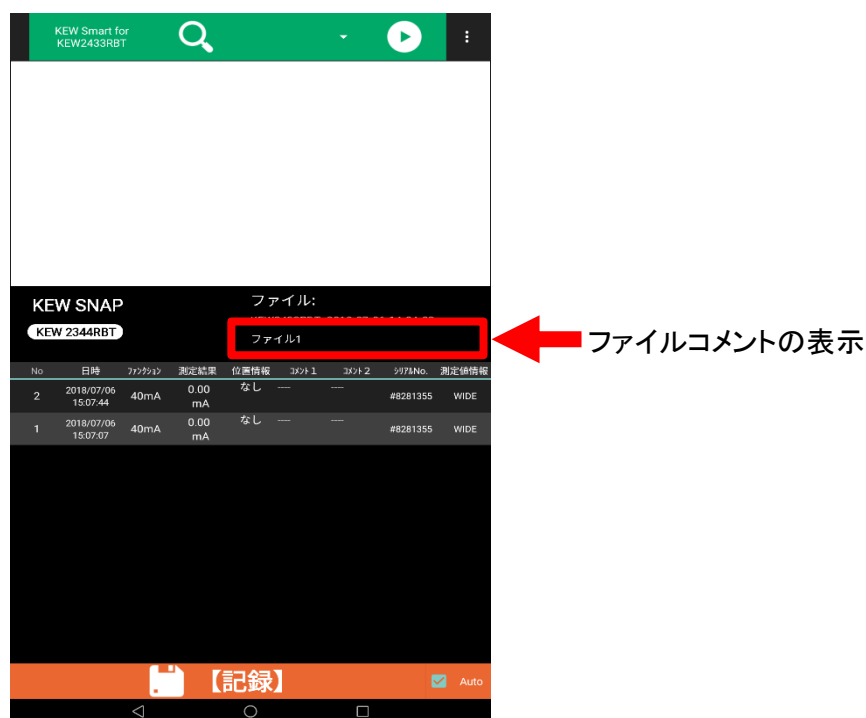 KEW Smart for
KEW2433RBT
KEW SNAP
ファイル:
KEW 2344RBT
ファイル1
ファイルコメントの表示
No 日時 ﾌｧﾝｸｼｮﾝ 測定結果 位置情報 ｺﾒﾝﾄ１ ｺﾒﾝﾄ２ ｼﾘｱﾙNo. 測定値情報
2 2018/07/06 15:07:44 40mA 0.00 mA なし ---- ---- #8281355 WIDE
1 2018/07/06 15:07:07 40mA 0.00 mA なし ---- ---- #8281355 WIDE
【記録】
Auto